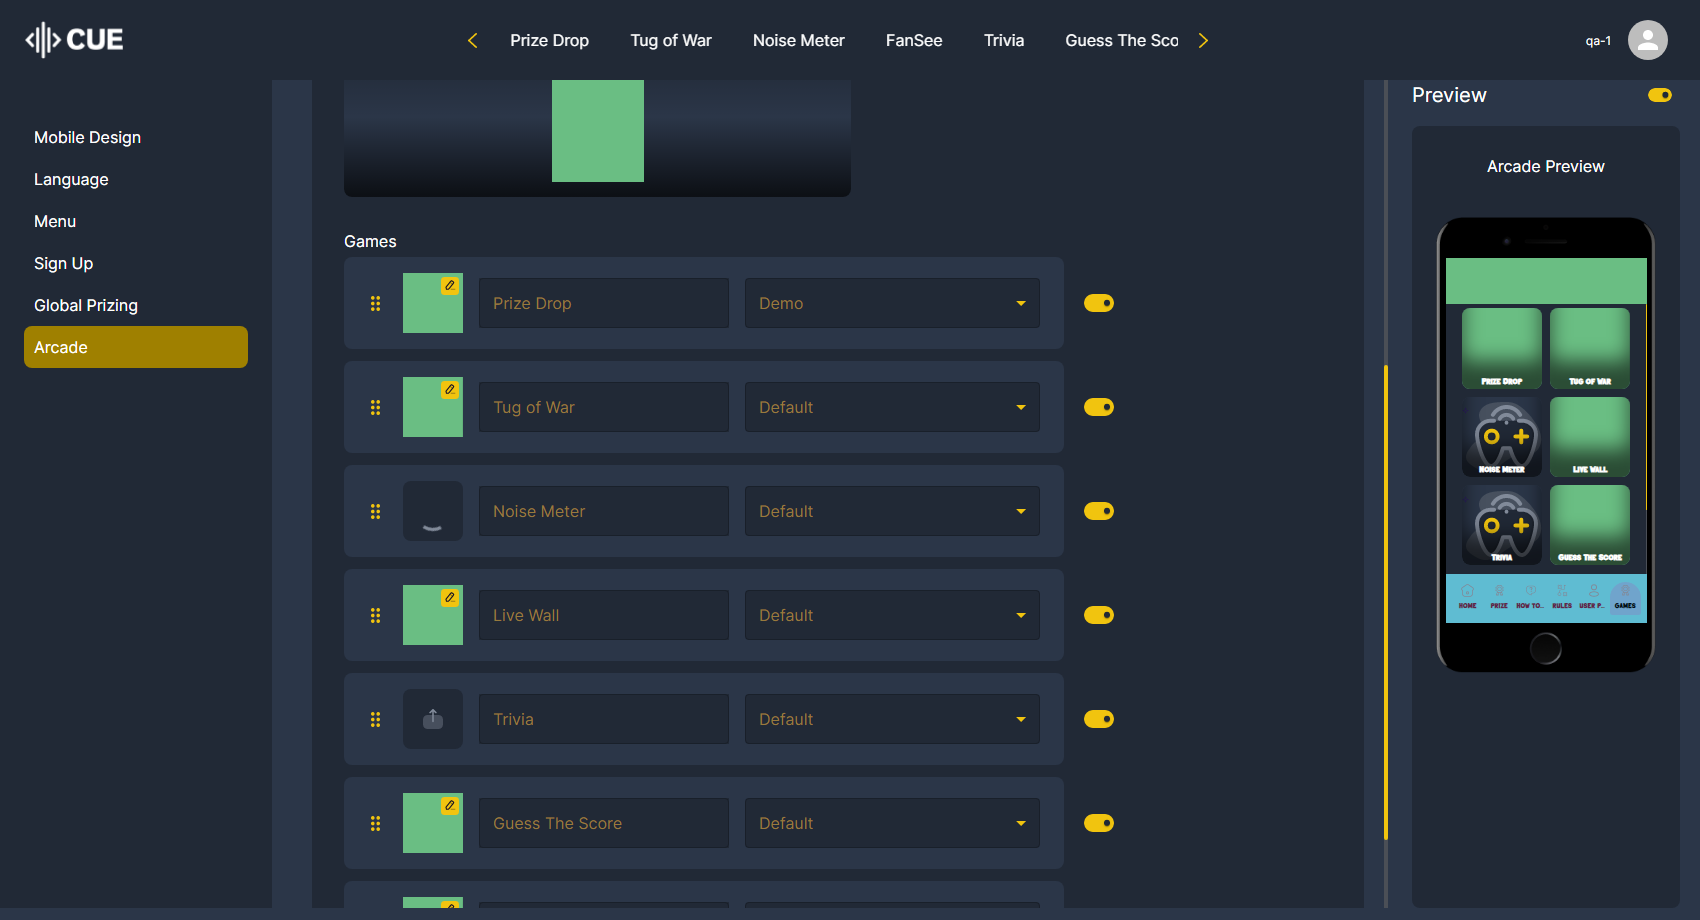 CUE
Prize Drop
Tug of War
Noise Meter
FanSee
Trivia
Guess The Sco
qa-1
Mobile Design
Language
Menu
Sign Up
Global Prizing
Arcade
Games
Prize Drop
Demo
Tug of War
Default
Noise Meter
Default
Live Wall
Default
Trivia
Default
Guess The Score
Default
Preview
Arcade Preview
Prize Drop
Tug of War
Noise Meter
Live Wall
Trivia
Guess The Score
HOME
PRIZE
HOW TO..
RULES
USER P..
GAMES